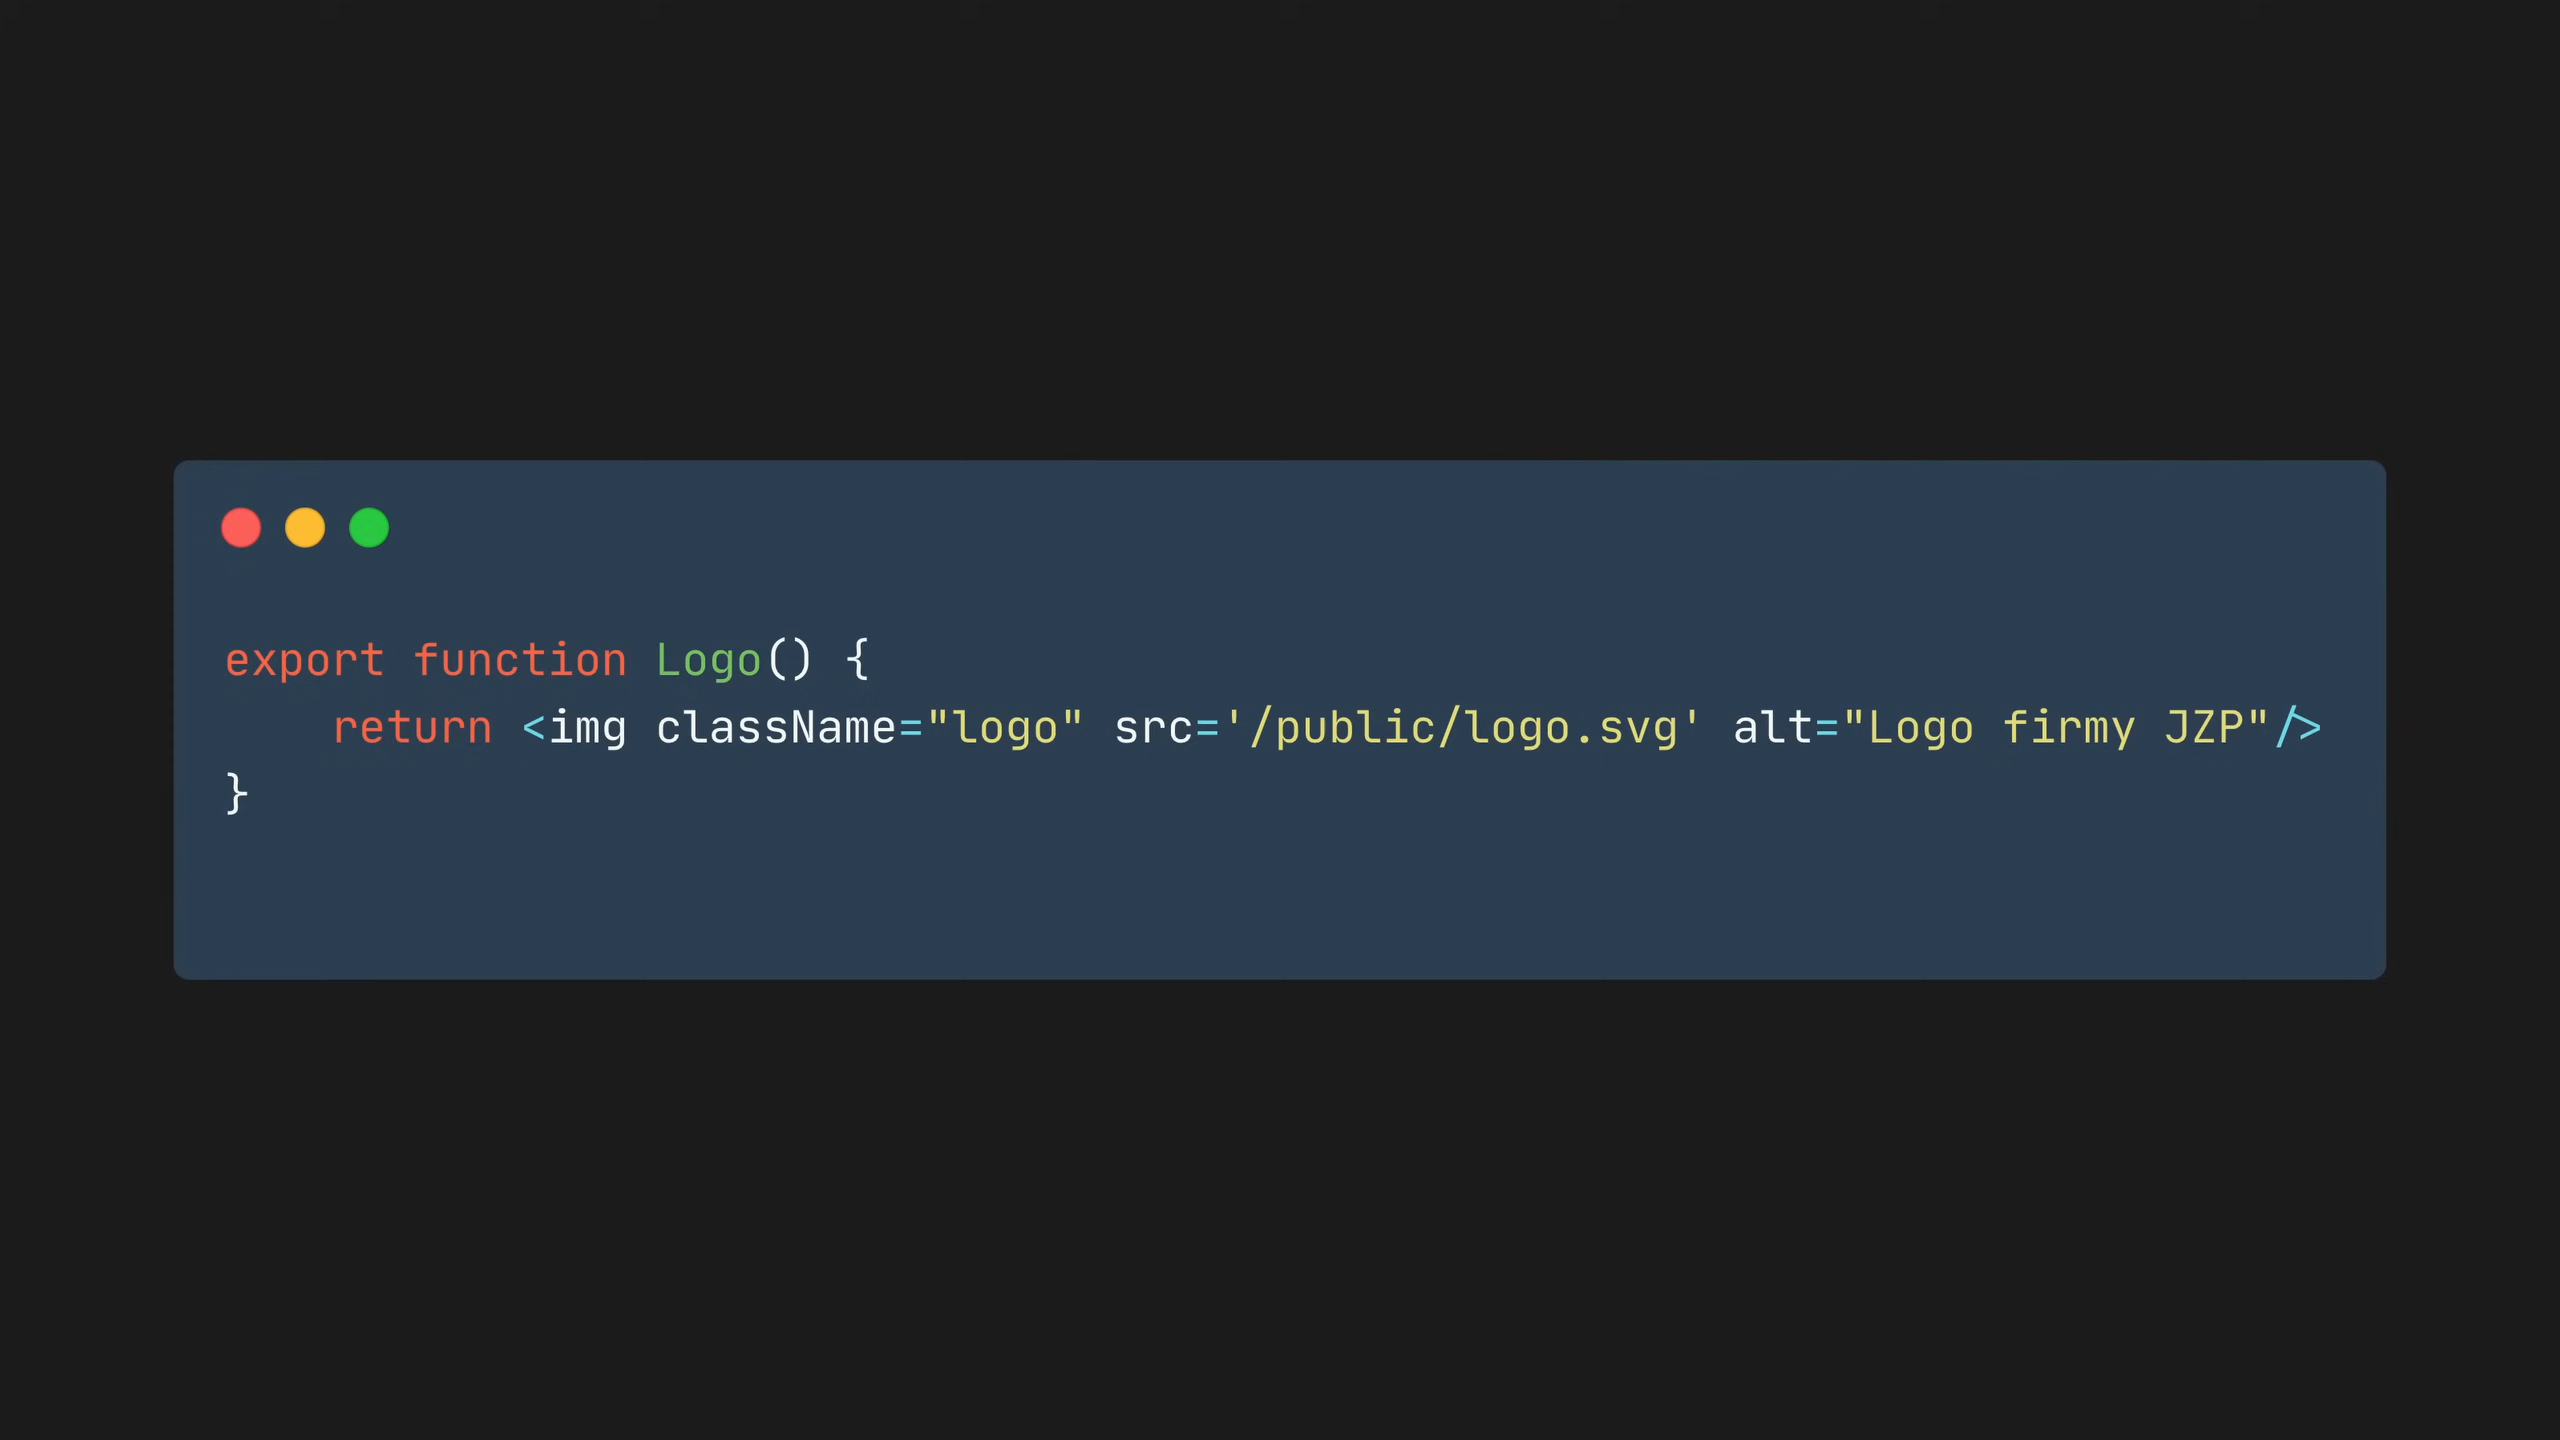 export function Logo() {
    return <img className="logo" src='/public/logo.svg' alt="Logo firmy JZP"/>
}